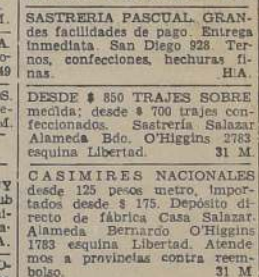 M.
SASTRERIA PASCUAL, GRAN-
des facilidades de pago. Entrega
inmediata. San Diego 928. Ter-
nos, confecciones, hechuras fi-
nas. H|A.
DESDE $ 850 TRAJES SOBRE
medida; desde $ 700 trajes con-
feccionados. Sastrería Salazar
Alameda Bdo. O'Higgins 2783
esquina Libertad. 31 M.
CASIMIRES NACIONALES
desde 125 pesos metro, impor-
tados desde $ 175. Depósito di-
recto de fábrica Casa Salazar.
Alameda Bernardo O'Higgins
1783 esquina Libertad. Atende
mos a provincias contra reem-
bolso. 31 M